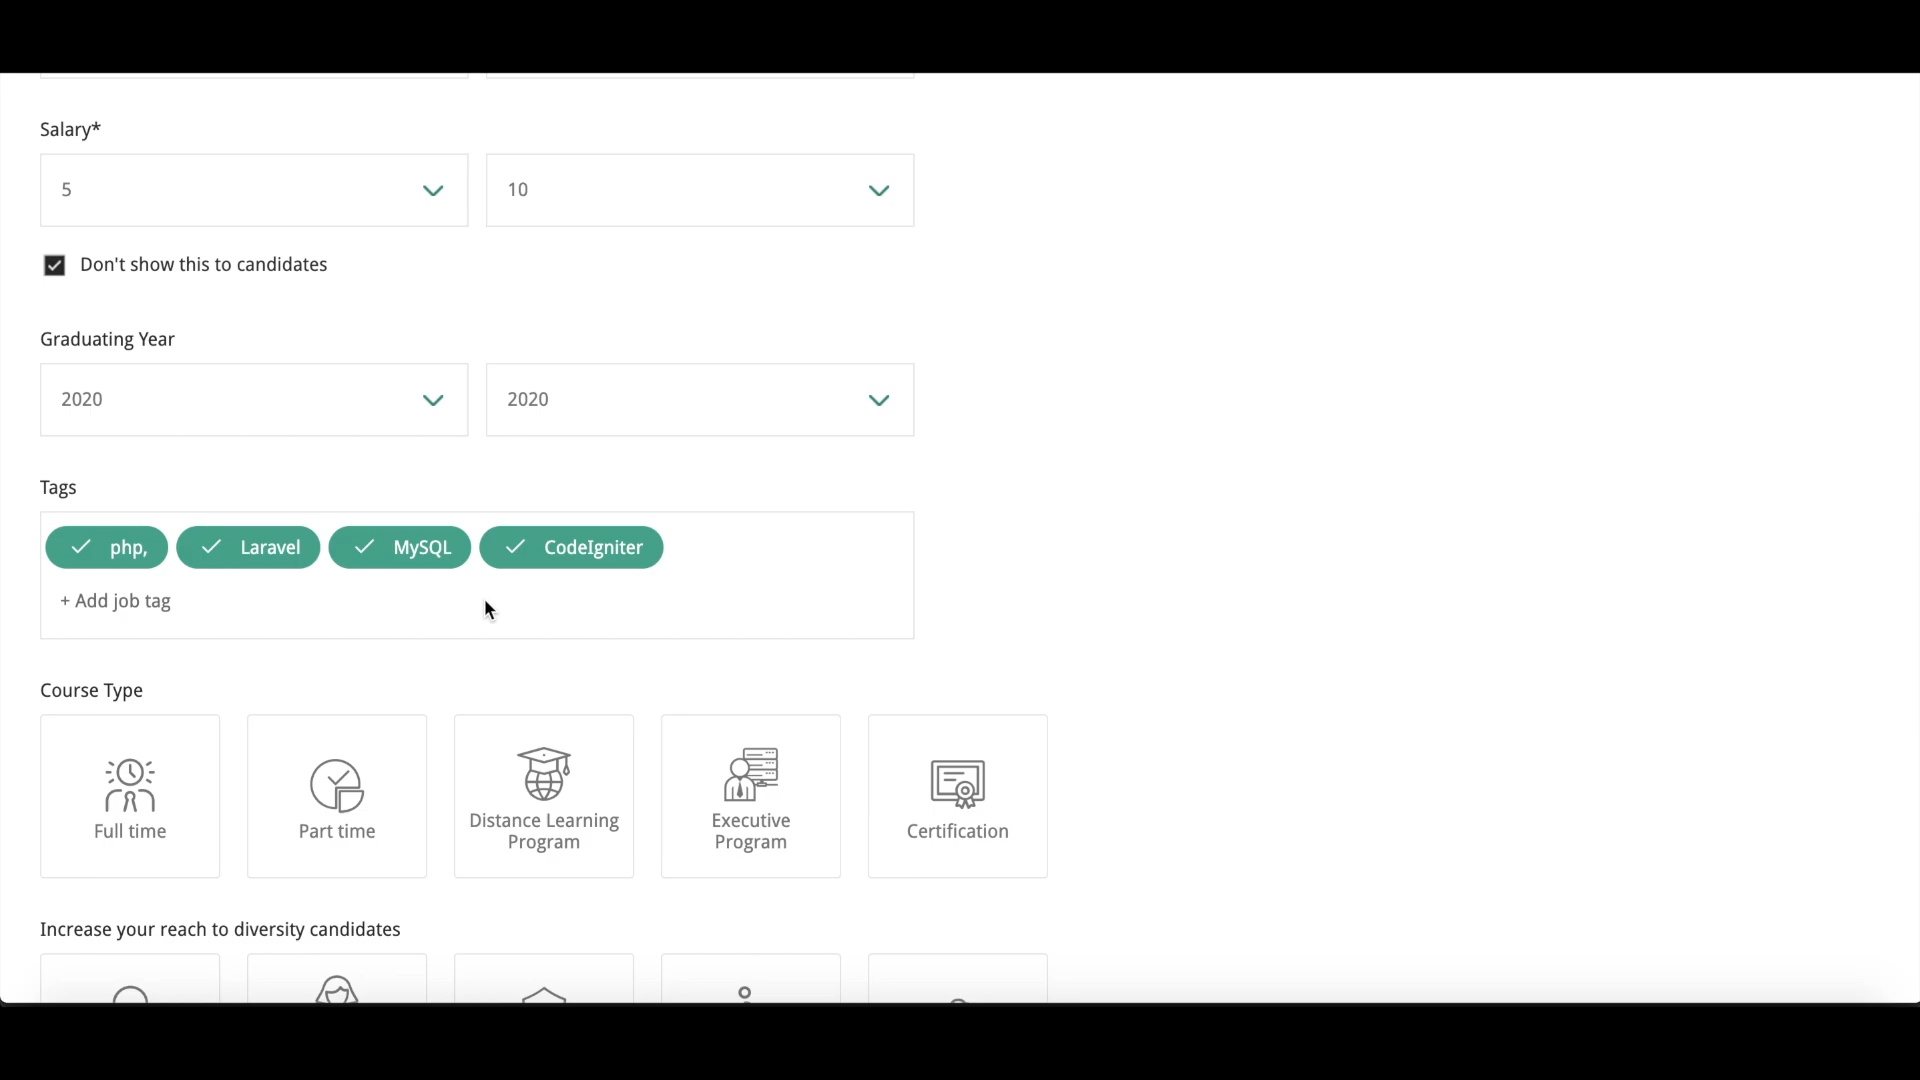 Salary*
5 10
Don't show this to candidates
Graduating Year
2020 2020
Tags
php, Laravel MySQL CodeIgniter
+ Add job tag
Course Type
Full time
Part time
Distance Learning
Program
Executive
Program
Certification
Increase your reach to diversity candidates